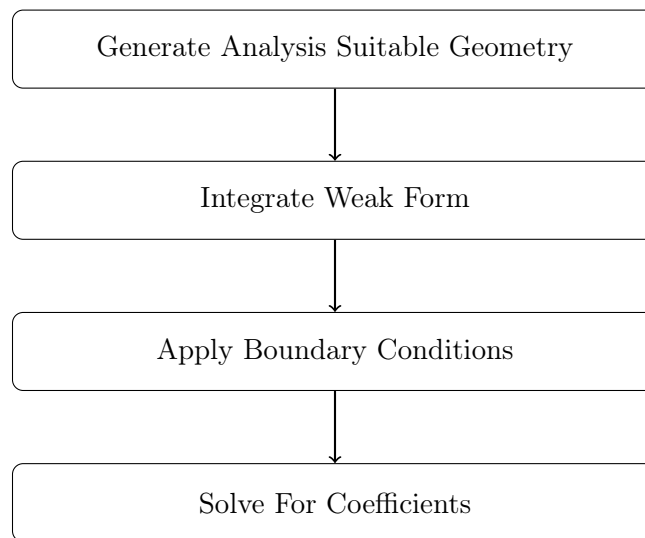 Generate Analysis Suitable Geometry
Integrate Weak Form
Apply Boundary Conditions
Solve For Coefficients